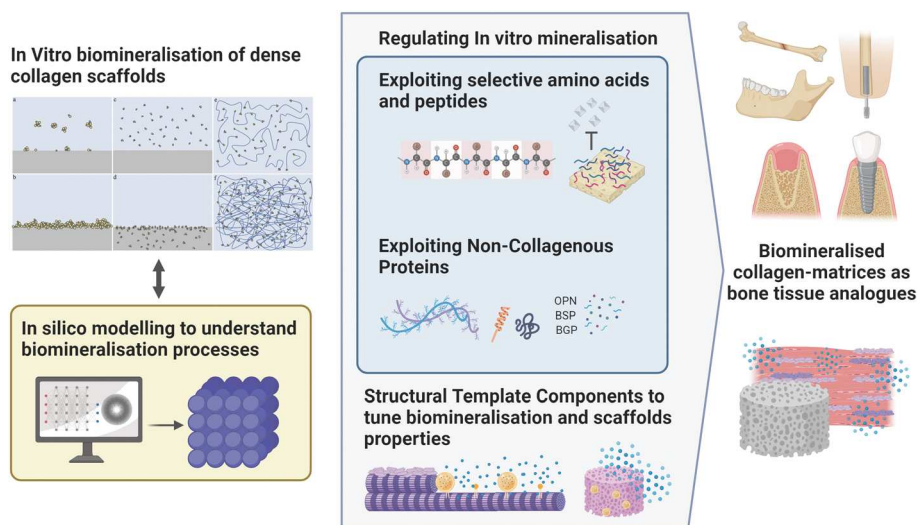 In Vitro biomineralisation of dense
collagen scaffolds
a
c
e
b
d
f
In silico modelling to understand
biomineralisation processes
Regulating In vitro mineralisation
Exploiting selective amino acids
and peptides
Exploiting Non-Collagenous
Proteins
OPN
BSP
BGP
Structural Template Components to
tune biomineralisation and scaffolds
properties
Biomineralised
collagen-matrices as
bone tissue analogues